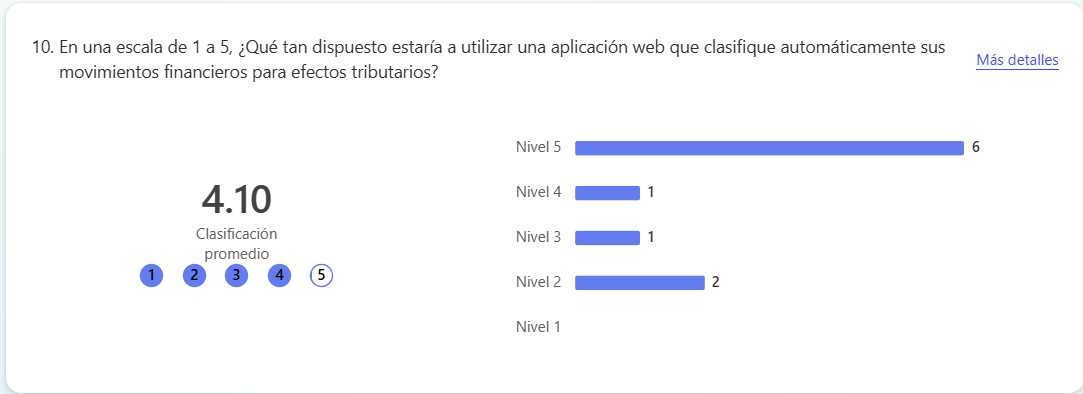 10. En una escala de 1 a 5, ¿Qué tan dispuesto estaría a utilizar una aplicación web que clasifique automáticamente sus
movimientos financieros para efectos tributarios?
Más detalles
4.10
Clasificación
promedio
1 2 3 4 5
Nivel 5 6
Nivel 4 1
Nivel 3 1
Nivel 2 2
Nivel 1